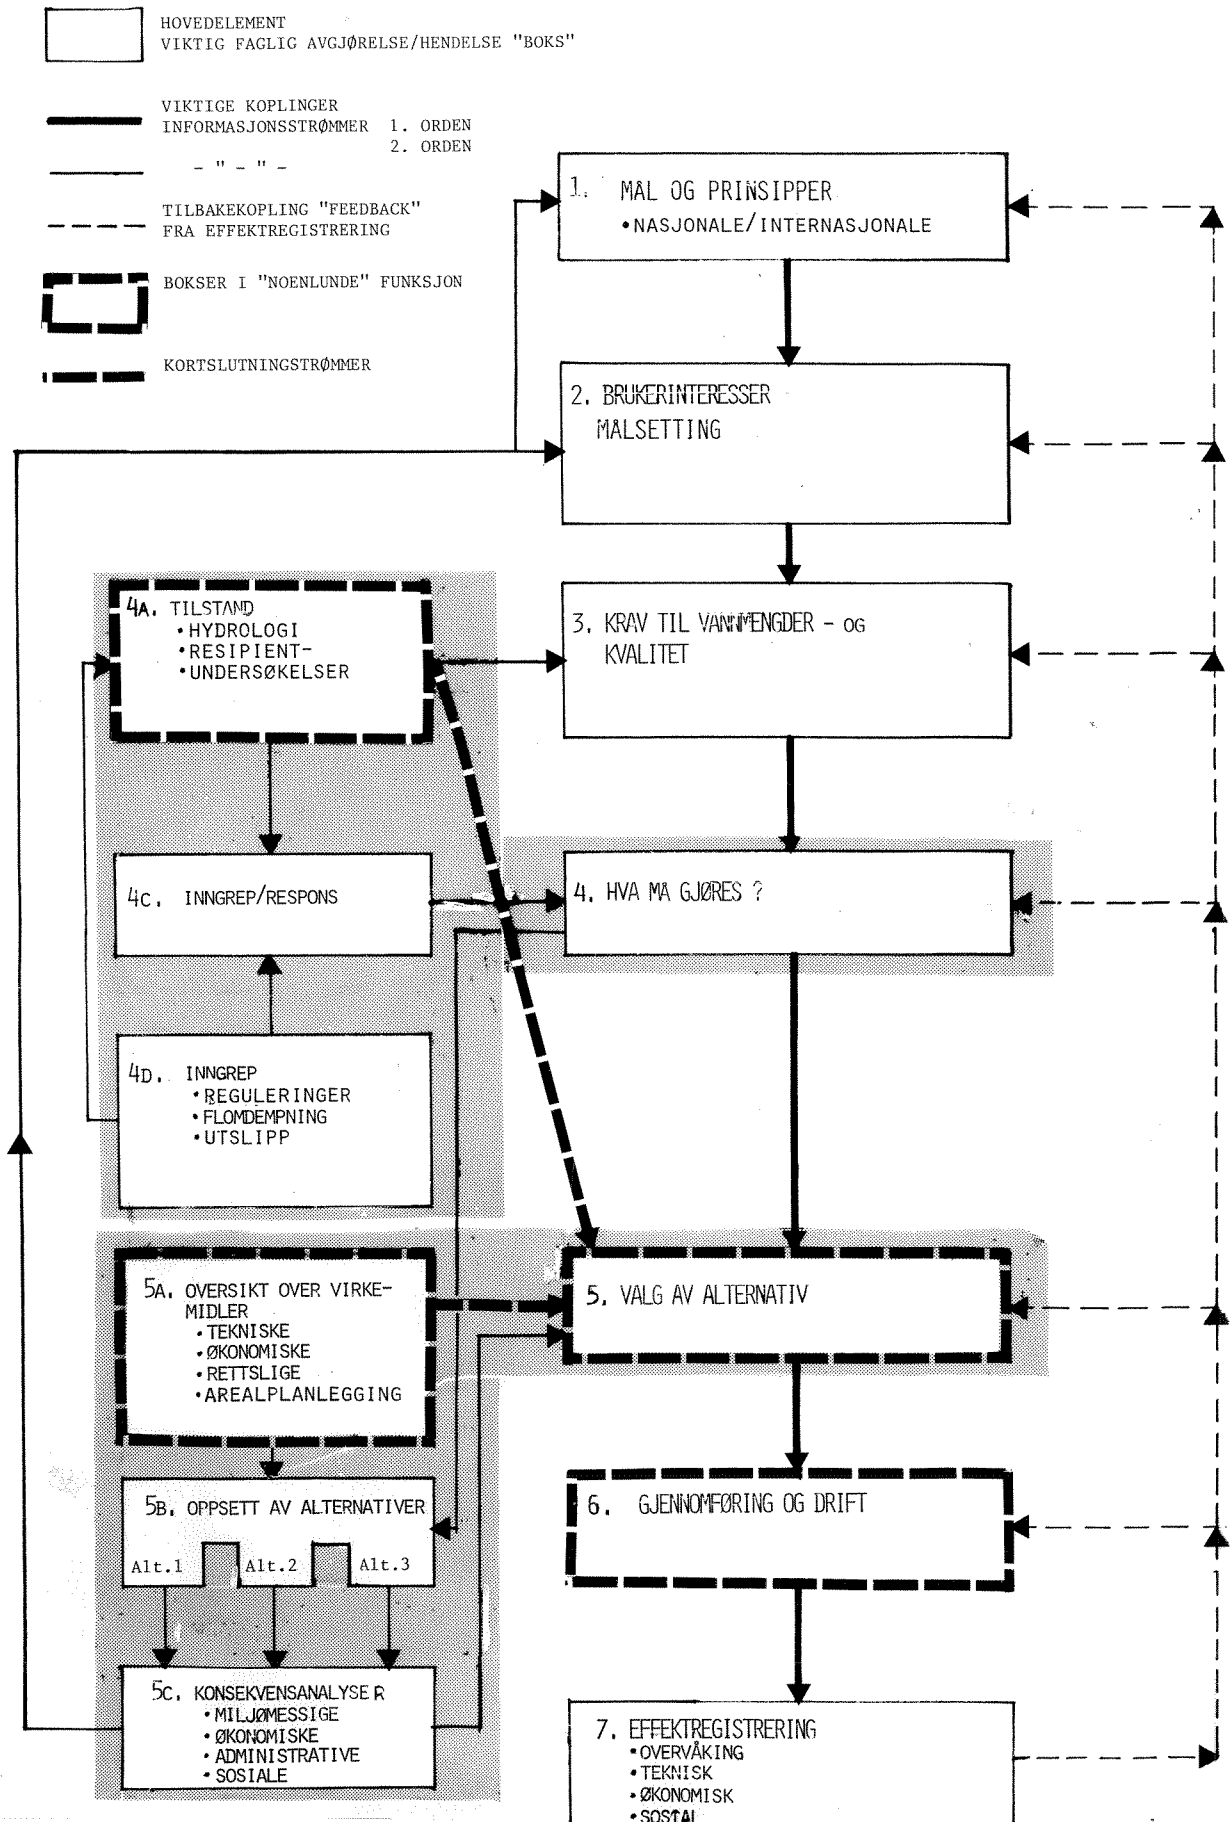 HOVEDELEMENT
VIKTIG FAGLIG AVGJØRELSE/HENDELSE "BOKS"
VIKTIGE KOPLINGER
INFORMASJONSSTRØMMER 1. ORDEN
2. ORDEN
- " - " -
TILBAKEKOPLING "FEEDBACK"
FRA EFFEKTREGISTRERING
BOKSER I "NOENLUNDE" FUNKSJON
KORTSLUTNINGSTRØMMER
1. MÅL OG PRINSIPPER
• NASJONALE/INTERNASJONALE
2. BRUKERINTERESSER
MÅLSETTING
3. KRAV TIL VANNMENGDER - OG
KVALITET
4A. TILSTAND
• HYDROLOGI
• RESIPIENT-
• UNDERSØKELSER
4C. INNGREP/RESPONS
4. HVA MÅ GJØRES ?
4D. INNGREP
• REGULERINGER
• FLOMDEMPNING
• UTSLIPP
5A. OVERSIKT OVER VIRKE-
MIDLER
• TEKNISKE
• ØKONOMISKE
• RETTSLIGE
• AREALPLANLEGGING
5. VALG AV ALTERNATIV
5B. OPPSETT AV ALTERNATIVER
Alt.1 Alt.2 Alt.3
6. GJENNOMFØRING OG DRIFT
5C. KONSEKVENSANALYSER
• MILJØMESSIGE
• ØKONOMISKE
• ADMINISTRATIVE
• SOSIALE
7. EFFEKTREGISTRERING
• OVERVÅKING
• TEKNISK
• ØKONOMISK
• SOSIAL